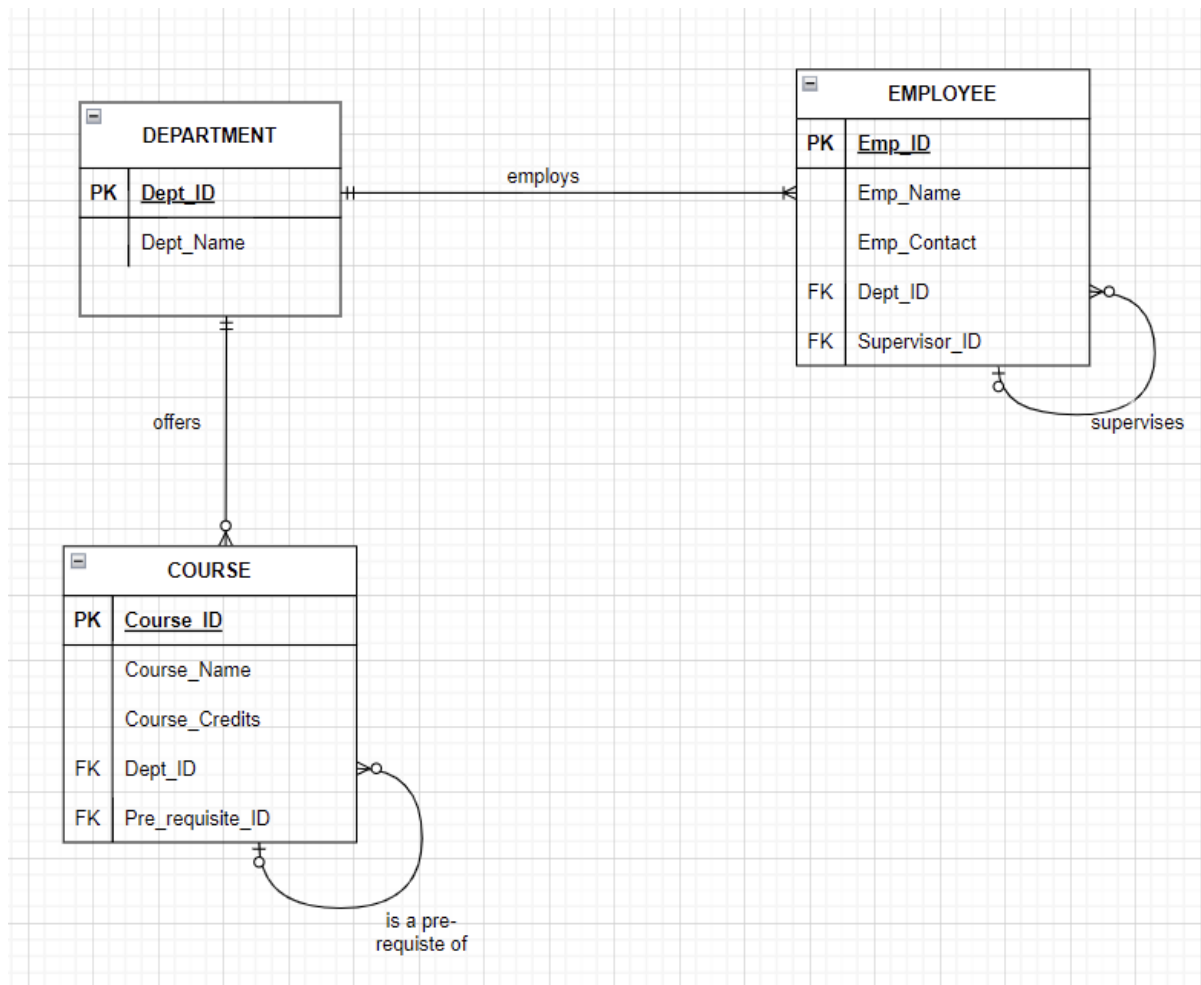 DEPARTMENT
PK Dept_ID
Dept_Name
employs
EMPLOYEE
PK Emp_ID
Emp_Name
Emp_Contact
FK Dept_ID
FK Supervisor_ID
supervises
offers
COURSE
PK Course_ID
Course_Name
Course_Credits
FK Dept_ID
FK Pre_requisite_ID
is a pre-
requiste of